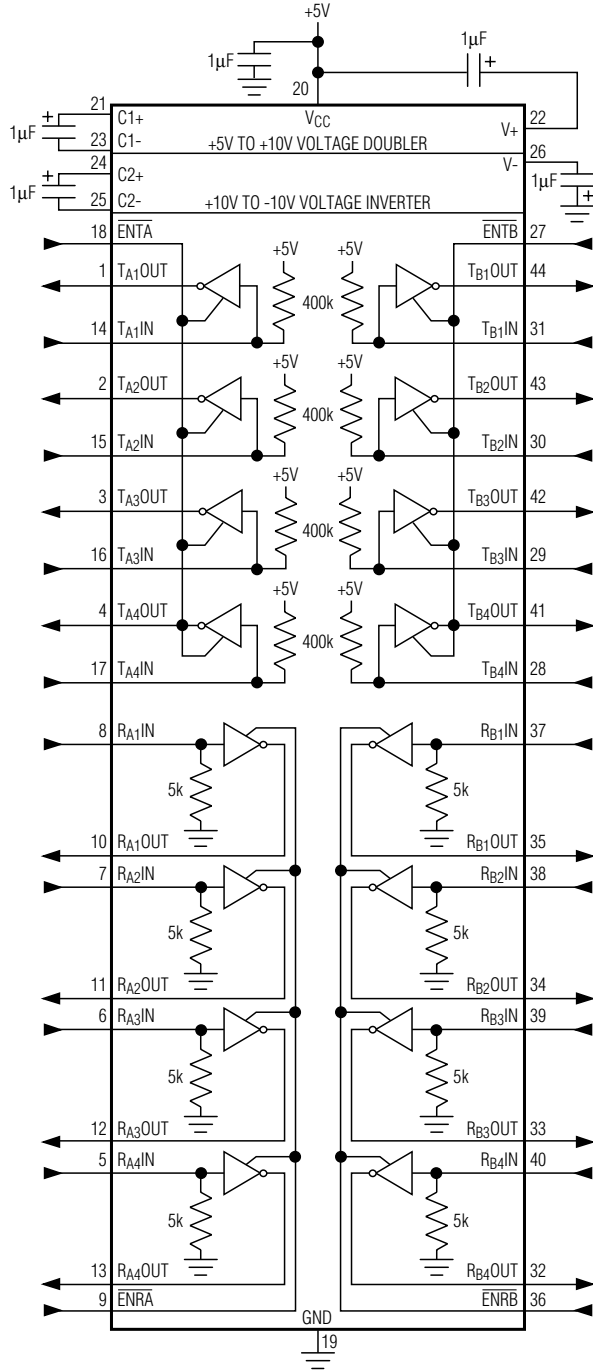 +5V
1µF
1µF +
20
21 22
+ C1+ VCC V+
1µF
23 C1- +5V TO +10V VOLTAGE DOUBLER
24 26
+ C2+ V-
1µF 1µF
25 C2- +10V TO -10V VOLTAGE INVERTER +
18 ENTA ENTB 27
+5V +5V
1 TA1OUT TB1OUT 44
400k
14 TA1IN TB1IN 31
+5V +5V
2 TA2OUT TB2OUT 43
400k
15 TA2IN TB2IN 30
+5V +5V
3 TA3OUT TB3OUT 42
400k
16 TA3IN TB3IN 29
+5V +5V
4 TA4OUT TB4OUT 41
400k
17 TA4IN TB4IN 28
8 RA1IN RB1IN 37
5k 5k
10 RA1OUT RB1OUT 35
7 RA2IN RB2IN 38
5k 5k
11 RA2OUT RB2OUT 34
6 RA3IN RB3IN 39
5k 5k
12 RA3OUT RB3OUT 33
5 RA4IN RB4IN 40
5k 5k
13 RA4OUT RB4OUT 32
9 ENRA ENRB 36
GND
19